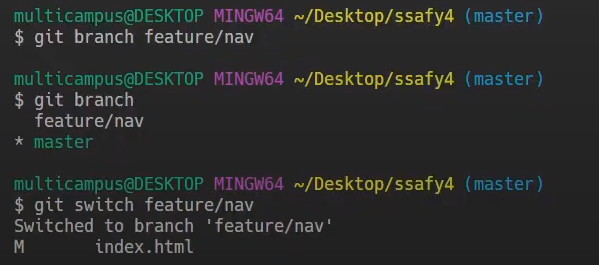 multicampus@DESKTOP MINGW64 ~/Desktop/ssafy4 (master)
$ git branch feature/nav
multicampus@DESKTOP MINGW64 ~/Desktop/ssafy4 (master)
$ git branch
  feature/nav
* master
multicampus@DESKTOP MINGW64 ~/Desktop/ssafy4 (master)
$ git switch feature/nav
Switched to branch 'feature/nav'
M       index.html